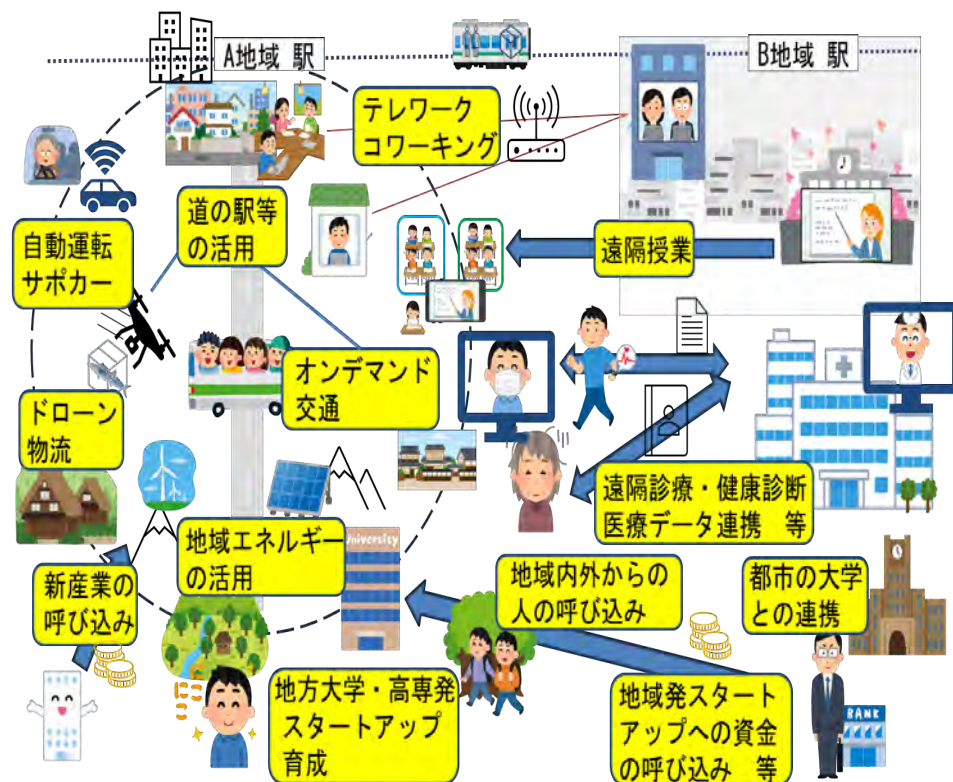 A地域 駅
B地域 駅
テレワーク
コワーキング
道の駅等
の活用
自動運転
サポカー
遠隔授業
オンデマンド
交通
ドローン
物流
遠隔診療・健康診断
医療データ連携 等
地域エネルギー
の活用
University
新産業の
呼び込み
地域内外からの
人の呼び込み
都市の大学
との連携
にこにこ
地方大学・高専発
スタートアップ
育成
地域発スタート
アップへの資金
の呼び込み 等
BANK